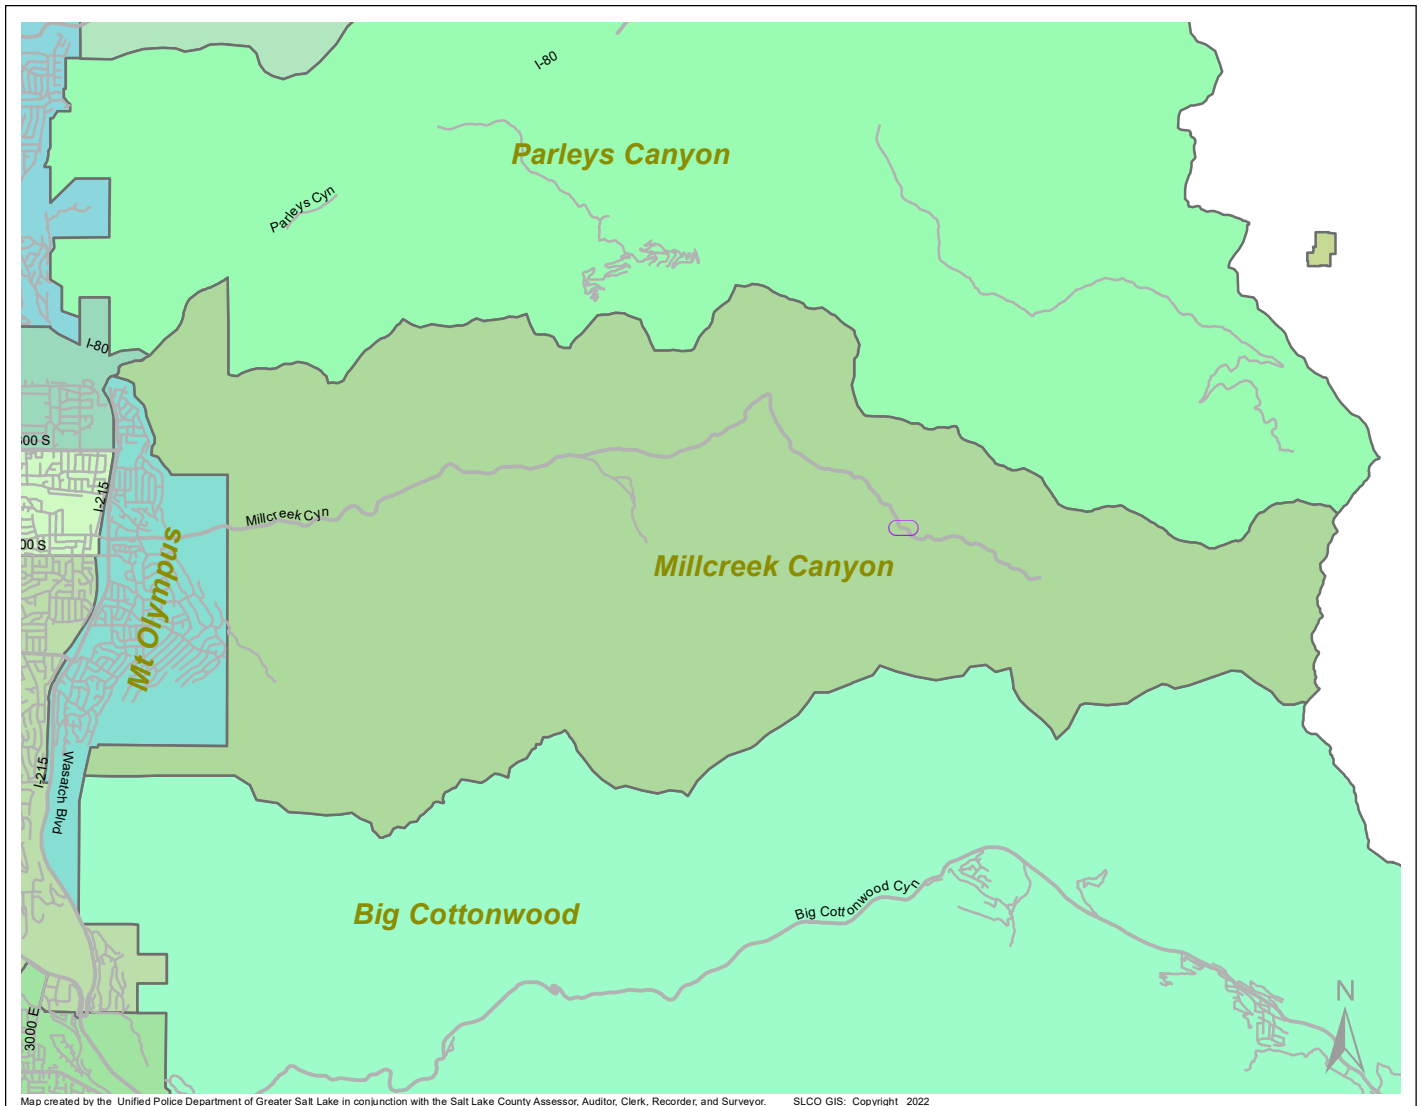 I-80
Parleys Canyon
Parleys Cyn
I-80
00 S
I-215
Millcreek Cyn
00 S
Millcreek Canyon
Mt Olympus
I-215
Wasatch Blvd
Big Cottonwood Cyn
Big Cottonwood
N
3000 E
Map created by the Unified Police Department of Greater Salt Lake in conjunction with the Salt Lake County Assessor, Auditor, Clerk, Recorder, and Surveyor. SLCO GIS: Copyright 2022